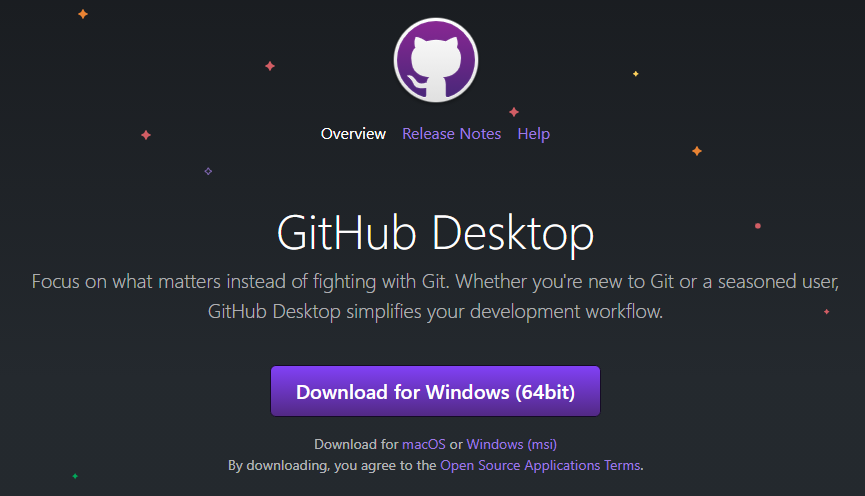 Overview Release Notes Help
GitHub Desktop
Focus on what matters instead of fighting with Git. Whether you're new to Git or a seasoned user,
GitHub Desktop simplifies your development workflow.
Download for Windows (64bit)
Download for macOS or Windows (msi)
By downloading, you agree to the Open Source Applications Terms.